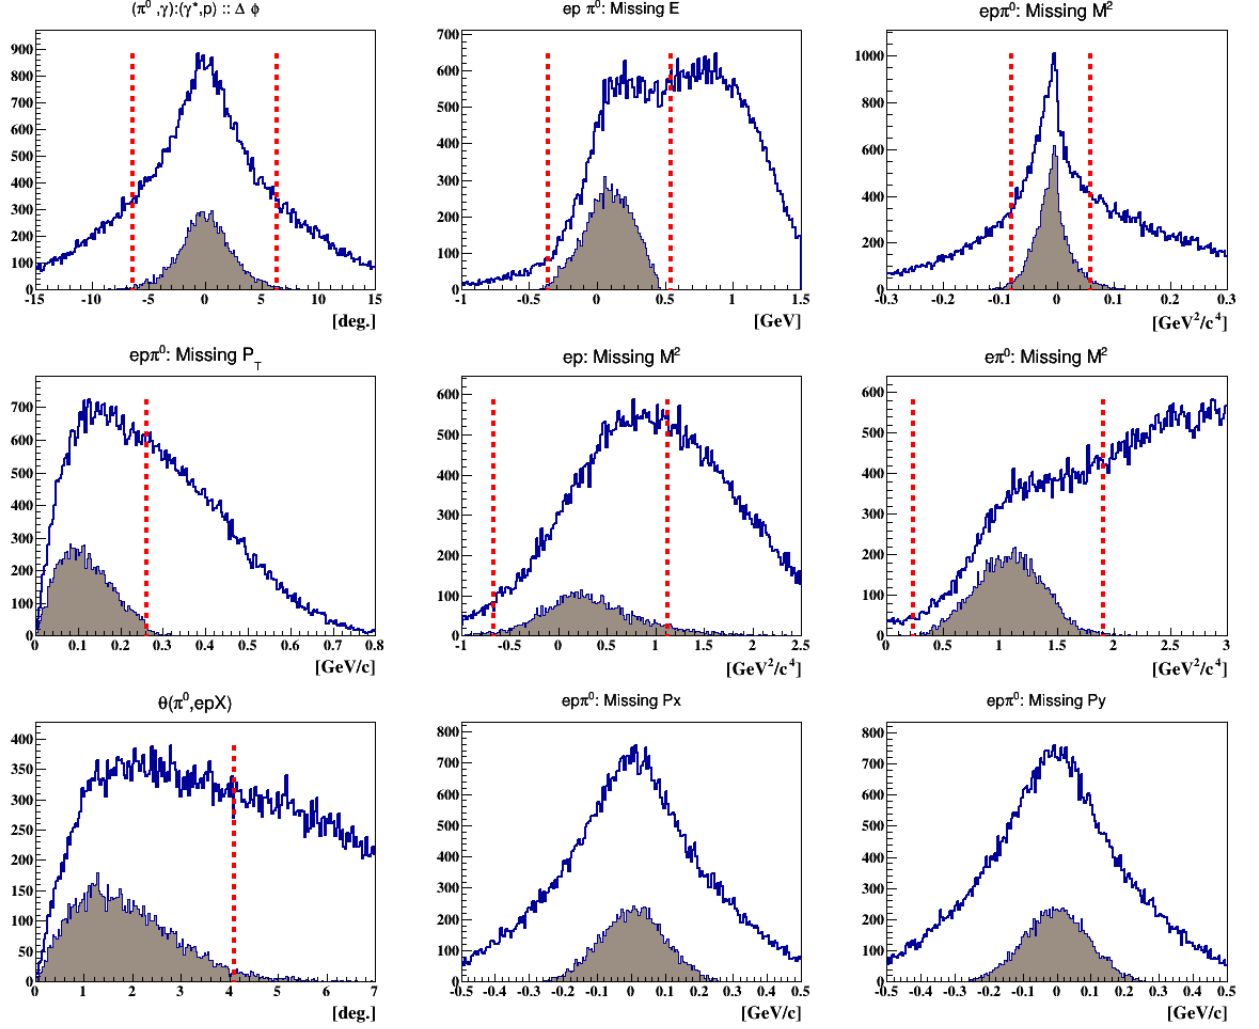 (π⁰ ,γ):(γ*,p) :: Δ ϕ
900
800
700
600
500
400
300
200
100
0
-15 -10 -5 0 5 10 15
[deg.]
ep π⁰: Missing E
700
600
500
400
300
200
100
0
-1 -0.5 0 0.5 1 1.5
[GeV]
epπ⁰: Missing M²
1000
800
600
400
200
0
-0.3 -0.2 -0.1 0 0.1 0.2 0.3
[GeV²/c⁴]
epπ⁰: Missing P_T
700
600
500
400
300
200
100
0
0 0.1 0.2 0.3 0.4 0.5 0.6 0.7 0.8
[GeV/c]
ep: Missing M²
600
500
400
300
200
100
0
-1 -0.5 0 0.5 1 1.5 2 2.5
[GeV²/c⁴]
eπ⁰: Missing M²
600
500
400
300
200
100
0
0 0.5 1 1.5 2 2.5 3
[GeV²/c⁴]
θ(π⁰,epX)
400
350
300
250
200
150
100
50
0
0 1 2 3 4 5 6 7
[deg.]
epπ⁰: Missing Px
800
700
600
500
400
300
200
100
0
-0.5 -0.4 -0.3 -0.2 -0.1 0 0.1 0.2 0.3 0.4 0.5
[GeV/c]
epπ⁰: Missing Py
800
700
600
500
400
300
200
100
0
-0.5 -0.4 -0.3 -0.2 -0.1 0 0.1 0.2 0.3 0.4 0.5
[GeV/c]